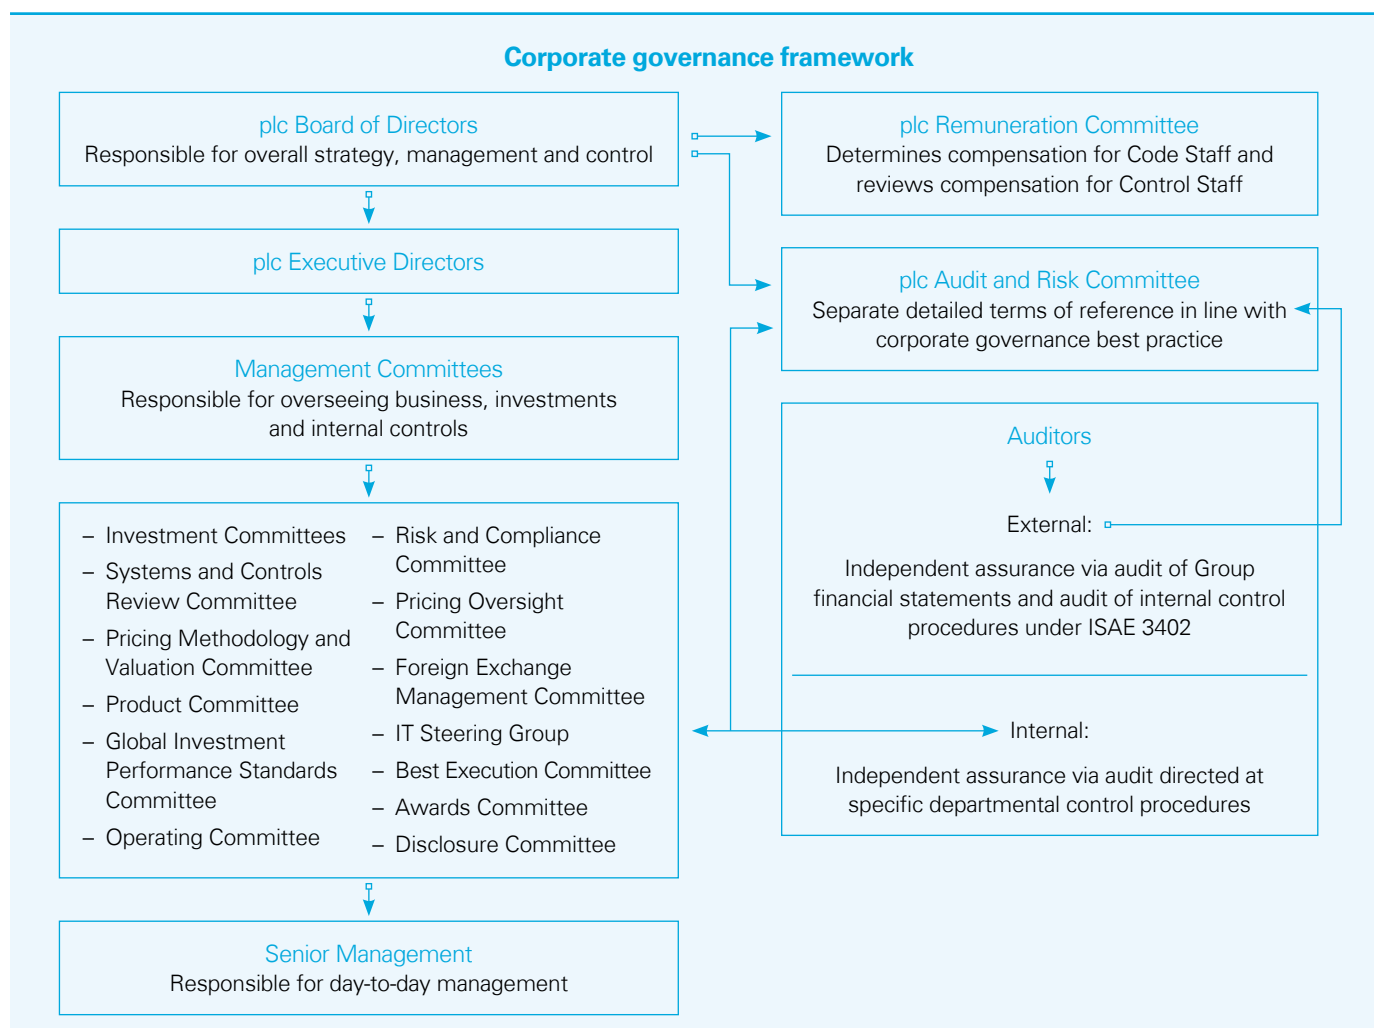 Corporate governance framework
plc Board of Directors
Responsible for overall strategy, management and control
plc Executive Directors
Management Committees
Responsible for overseeing business, investments
and internal controls
– Investment Committees
– Systems and Controls
Review Committee
– Pricing Methodology and
Valuation Committee
– Product Committee
– Global Investment
Performance Standards
Committee
– Operating Committee
– Risk and Compliance
Committee
– Pricing Oversight
Committee
– Foreign Exchange
Management Committee
– IT Steering Group
– Best Execution Committee
– Awards Committee
– Disclosure Committee
Senior Management
Responsible for day-to-day management
plc Remuneration Committee
Determines compensation for Code Staff and
reviews compensation for Control Staff
plc Audit and Risk Committee
Separate detailed terms of reference in line with
corporate governance best practice
Auditors
External:
Independent assurance via audit of Group
financial statements and audit of internal control
procedures under ISAE 3402
Internal:
Independent assurance via audit directed at
specific departmental control procedures